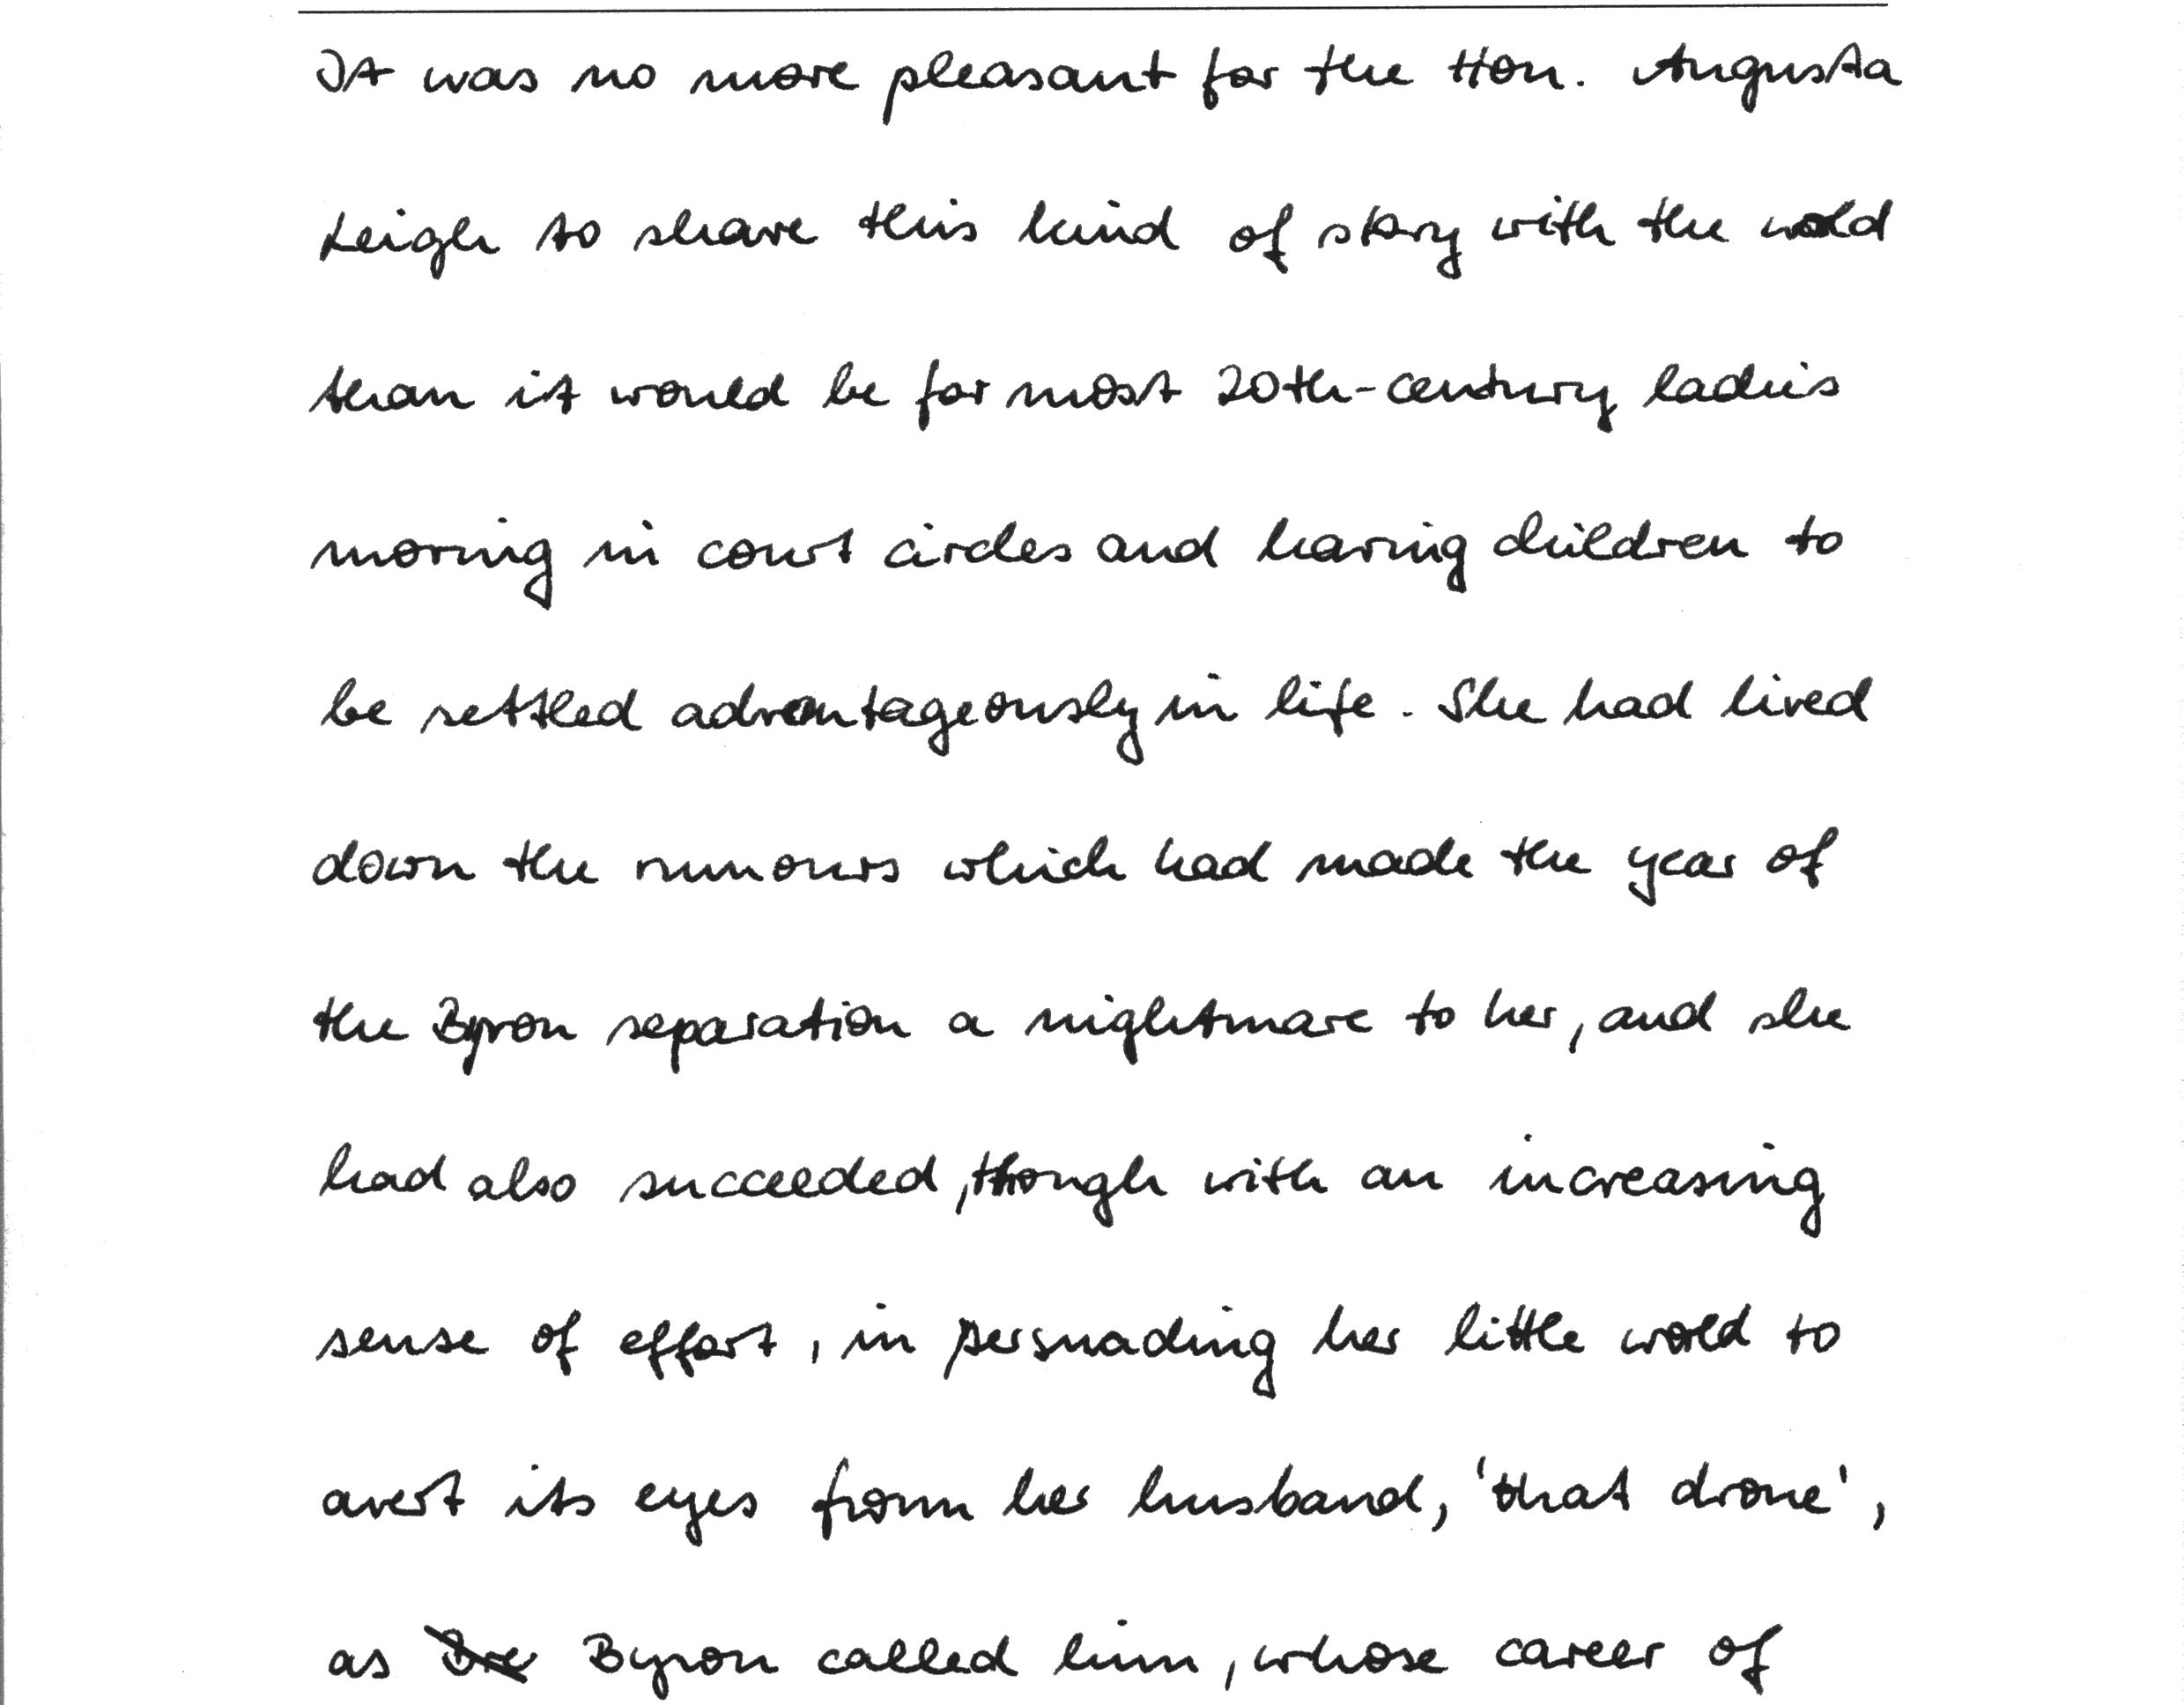 It was no more pleasant for the Hon. Augusta
Leigh to share this kind of story with the world
than it would be for most 20th-century ladies
moving in court circles and having children to
be settled advantageously in life. She had lived
down the rumours which had made the year of
the Byron separation a nightmare to her, and she
had also succeeded, though with an increasing
sense of effort, in persuading her little world to
avert its eyes from her husband, 'that drone',
as Byron called him, whose career of